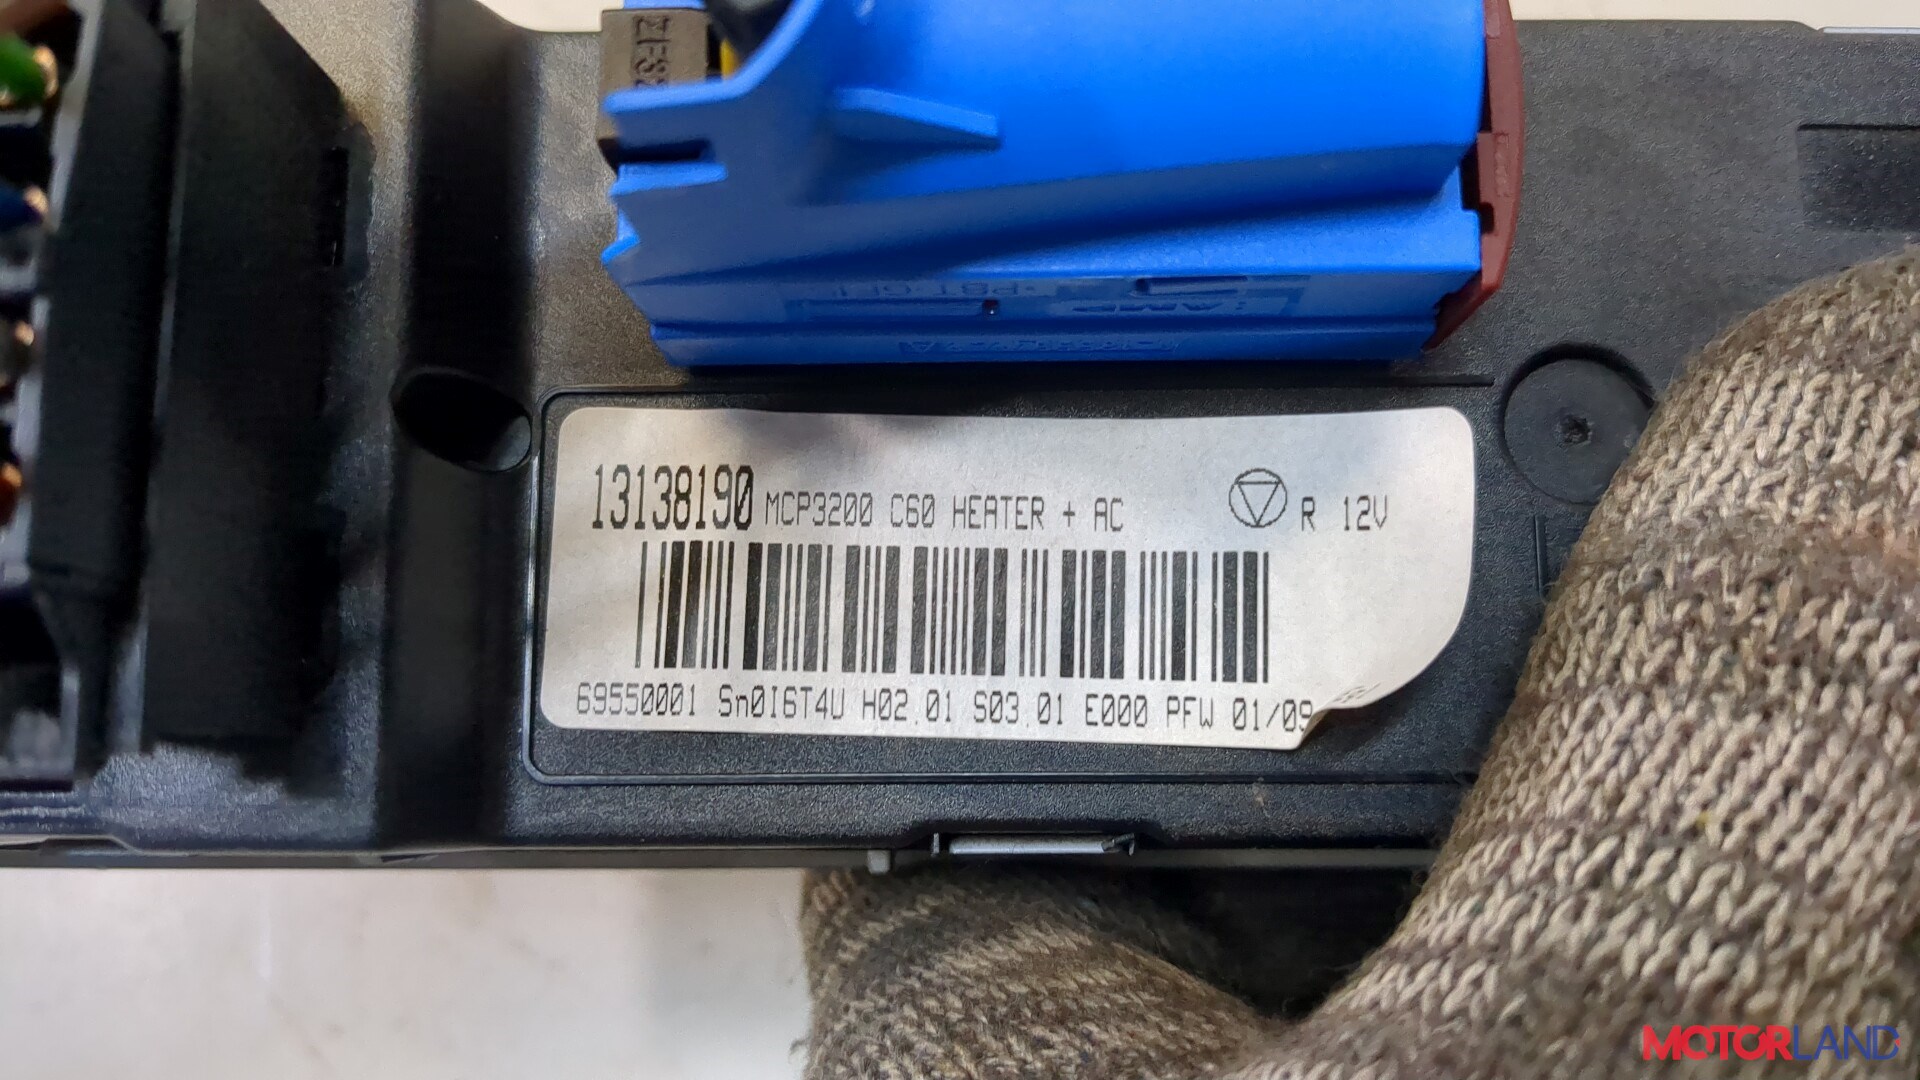 13138190 MCP3200 C60 HEATER + AC R 12V
69550001 Sn0I6T4U H02.01 S03.01 E000 PFW 01/09
MOTORLAND